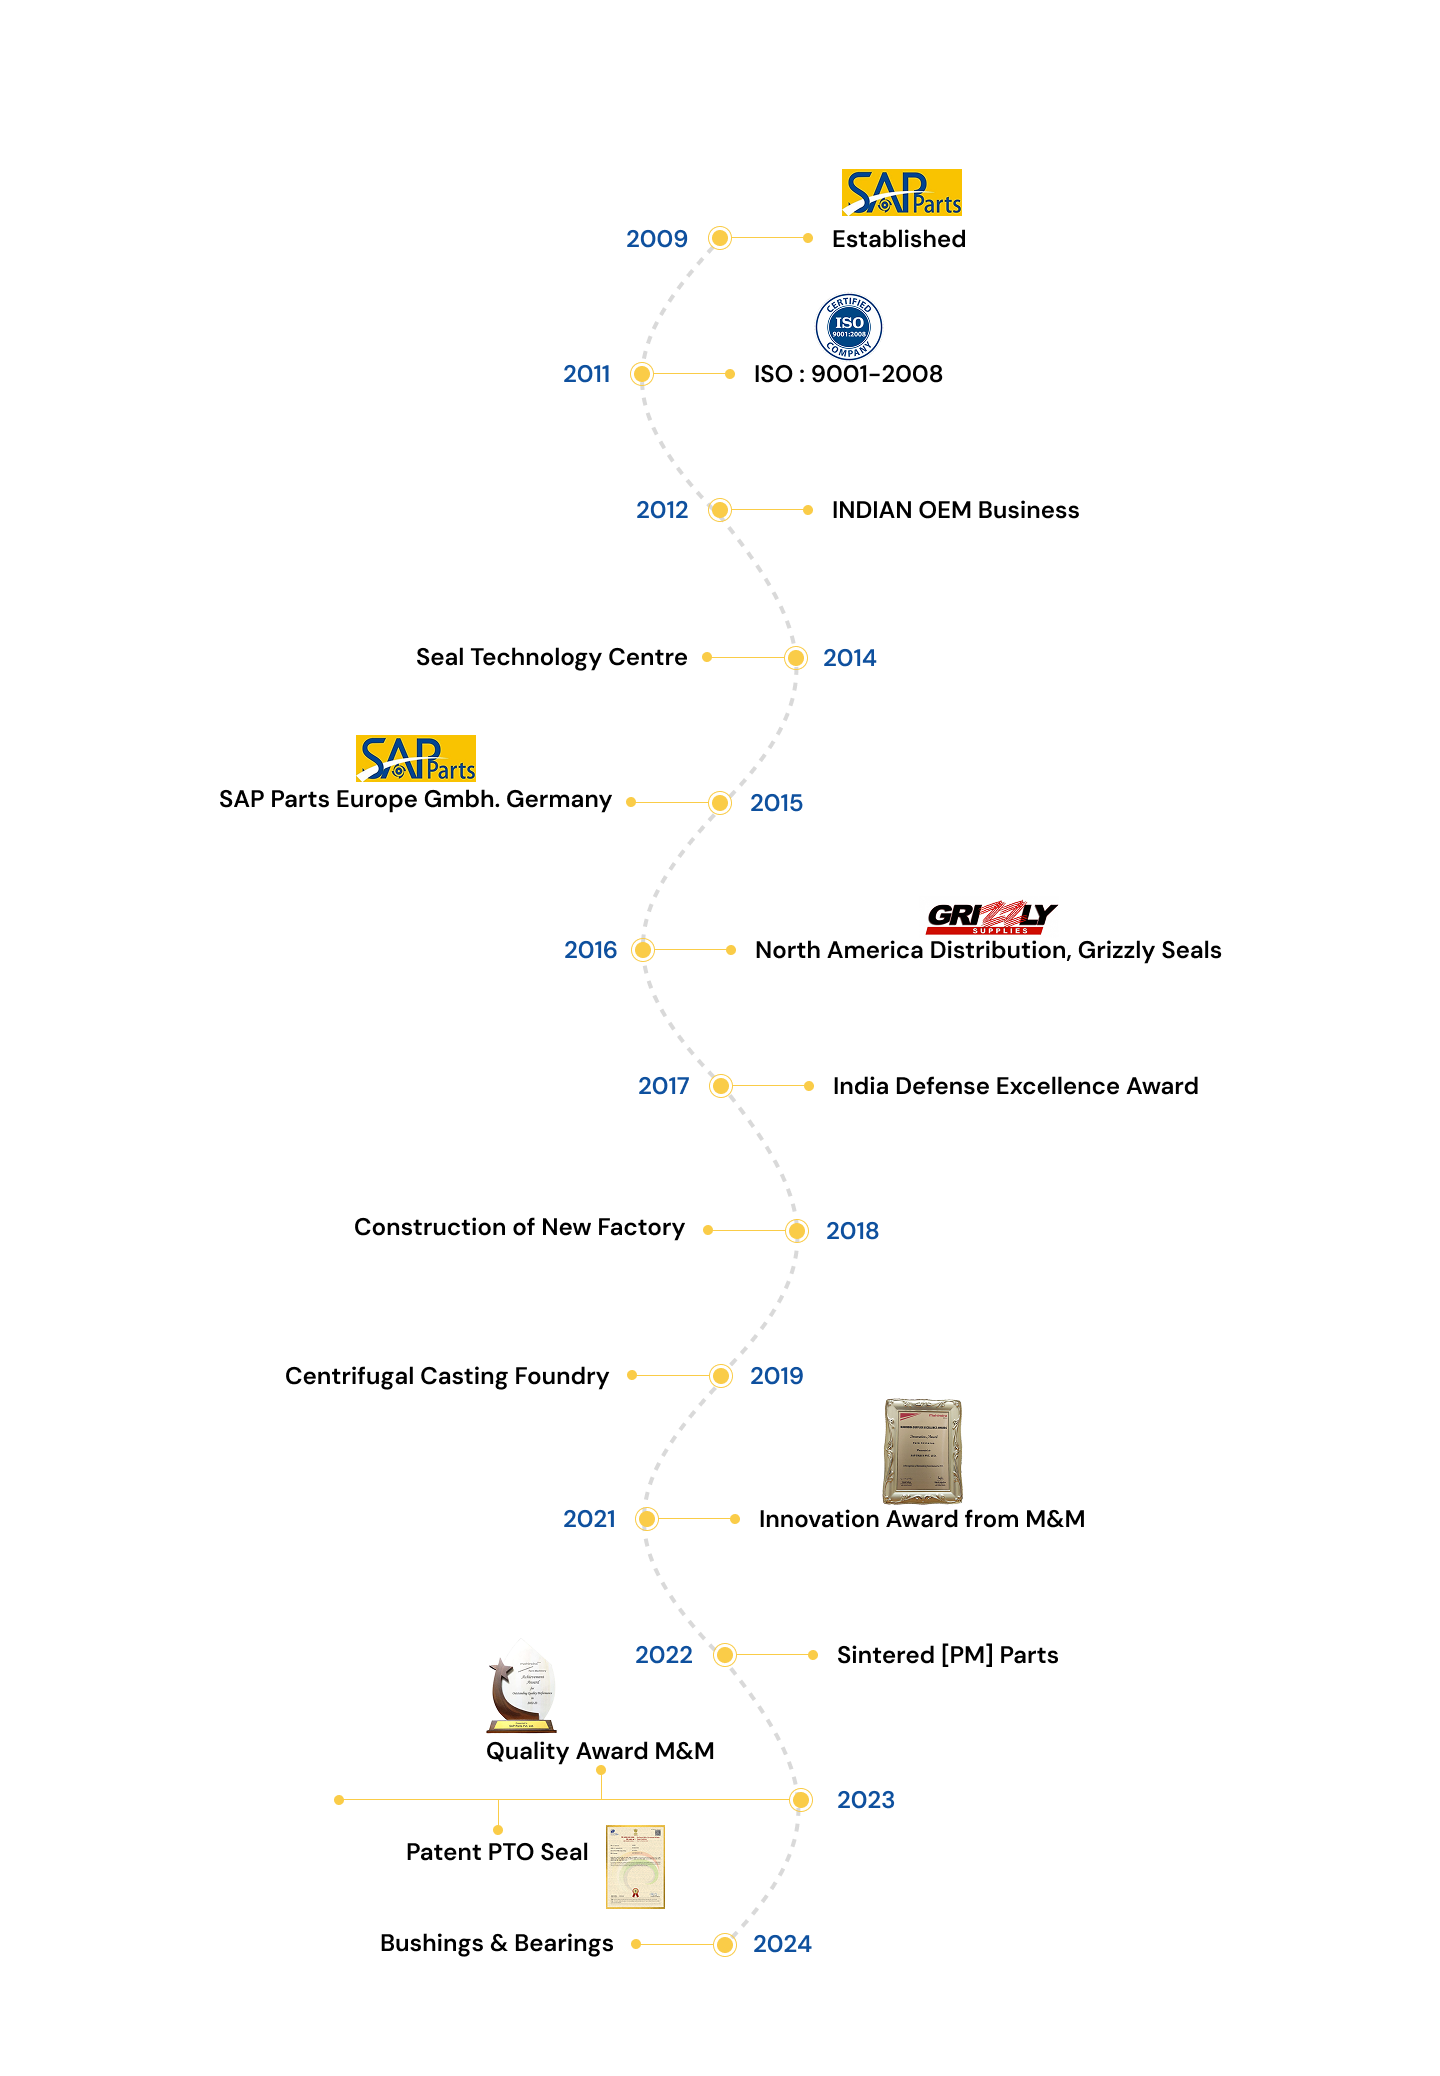 SAP Parts
2009 Established
CERTIFIED
ISO
9001:2008
COMPANY
2011 ISO : 9001-2008
2012 INDIAN OEM Business
Seal Technology Centre 2014
SAP Parts
SAP Parts Europe Gmbh. Germany 2015
GRIZZLY
SUPPLIES
2016 North America Distribution, Grizzly Seals
2017 India Defense Excellence Award
Construction of New Factory 2018
Centrifugal Casting Foundry 2019
2021 Innovation Award from M&M
2022 Sintered [PM] Parts
Achievement
Award
Quality Award M&M
2023
Patent PTO Seal
Bushings & Bearings 2024